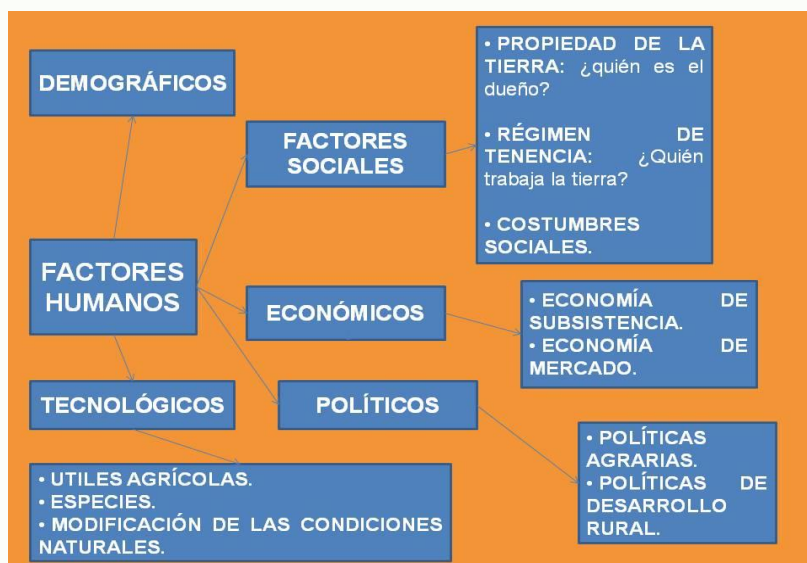 DEMOGRÁFICOS
FACTORES
SOCIALES
• PROPIEDAD DE LA
TIERRA: ¿quién es el
dueño?
• RÉGIMEN DE
TENENCIA: ¿Quién
trabaja la tierra?
• COSTUMBRES
SOCIALES.
FACTORES
HUMANOS
ECONÓMICOS
• ECONOMÍA DE
SUBSISTENCIA.
• ECONOMÍA DE
MERCADO.
TECNOLÓGICOS
POLÍTICOS
• POLÍTICAS
AGRARIAS.
• POLÍTICAS DE
DESARROLLO
RURAL.
• UTILES AGRÍCOLAS.
• ESPECIES.
• MODIFICACIÓN DE LAS CONDICIONES
NATURALES.